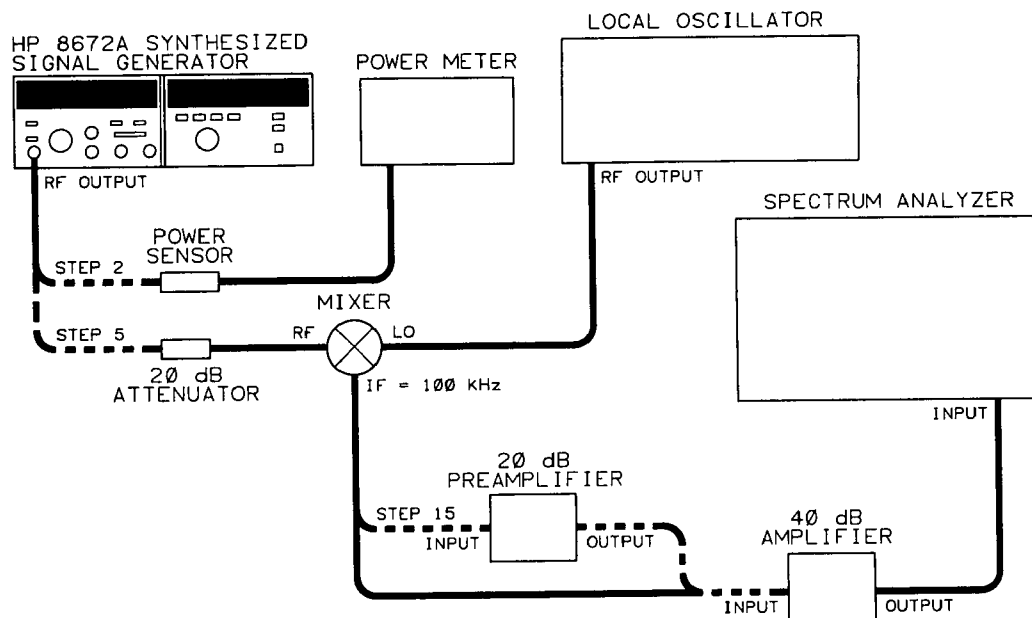 LOCAL OSCILLATOR
HP 8672A SYNTHESIZED
SIGNAL GENERATOR
POWER METER
RF OUTPUT
RF OUTPUT
SPECTRUM ANALYZER
POWER
SENSOR
STEP 2
MIXER
STEP 5
RF
LO
20 dB
ATTENUATOR
IF = 100 KHz
INPUT
20 dB
PREAMPLIFIER
STEP 15
INPUT
OUTPUT
40 dB
AMPLIFIER
INPUT
OUTPUT